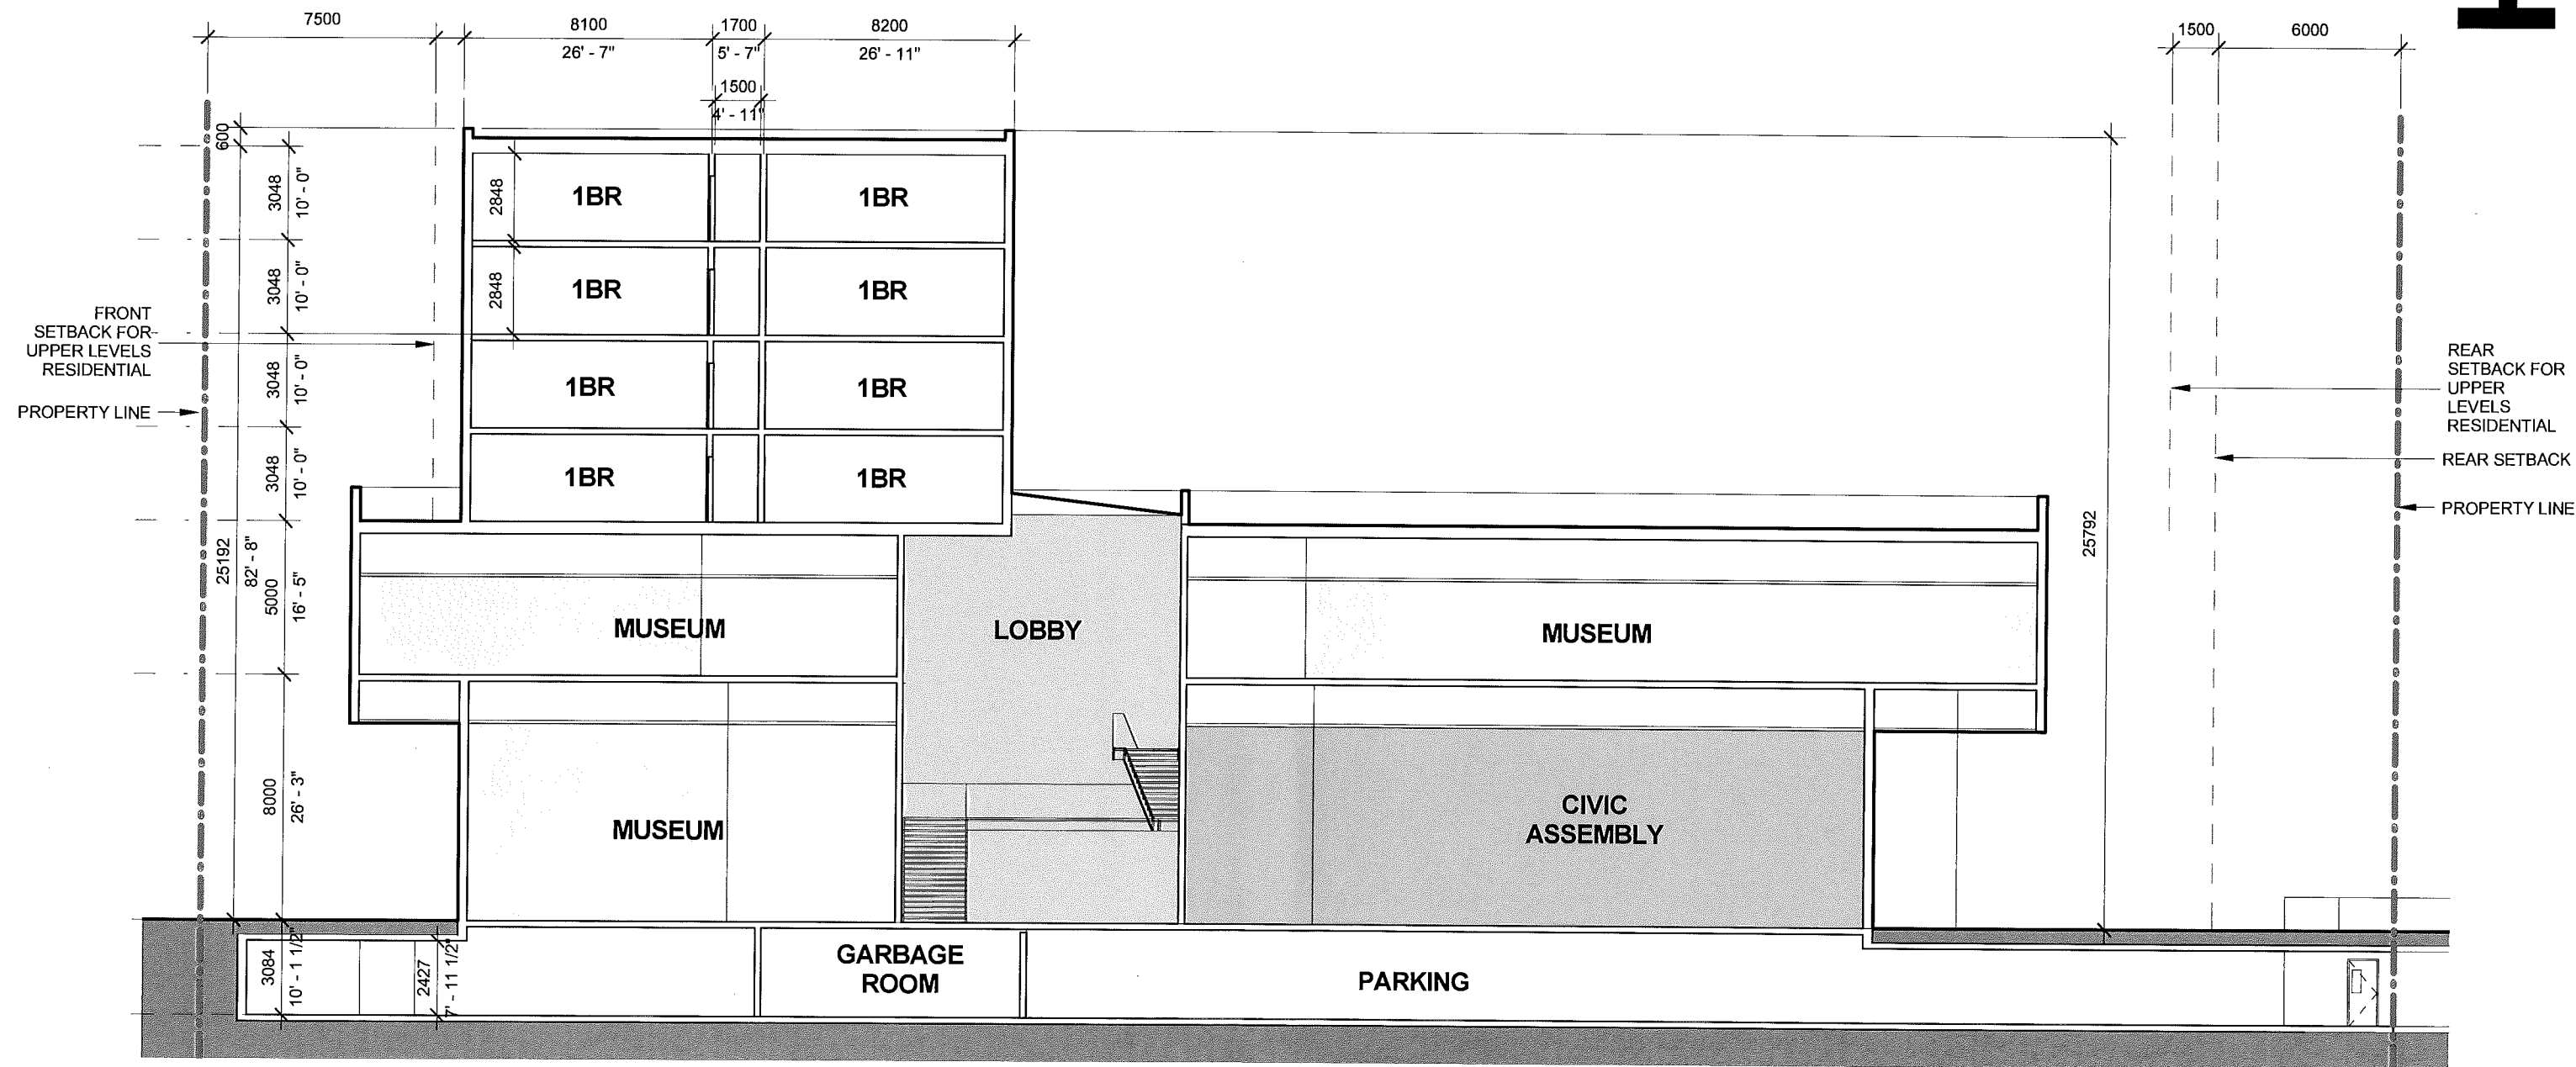 7500
8100
1700
8200
1500
6000
26' - 7"
5' - 7"
26' - 11"
1500
4' - 11"
600
3048
10' - 0"
2848
1BR
1BR
3048
10' - 0"
2848
1BR
1BR
FRONT
SETBACK FOR
UPPER LEVELS
RESIDENTIAL
3048
10' - 0"
1BR
1BR
REAR
SETBACK FOR
UPPER
LEVELS
RESIDENTIAL
PROPERTY LINE
3048
10' - 0"
1BR
1BR
REAR SETBACK
PROPERTY LINE
25192
82' - 8"
5000
16' - 5"
25792
MUSEUM
LOBBY
MUSEUM
8000
26' - 3"
MUSEUM
CIVIC
ASSEMBLY
3084
10' - 1 1/2"
2427
7' - 11 1/2"
GARBAGE
ROOM
PARKING